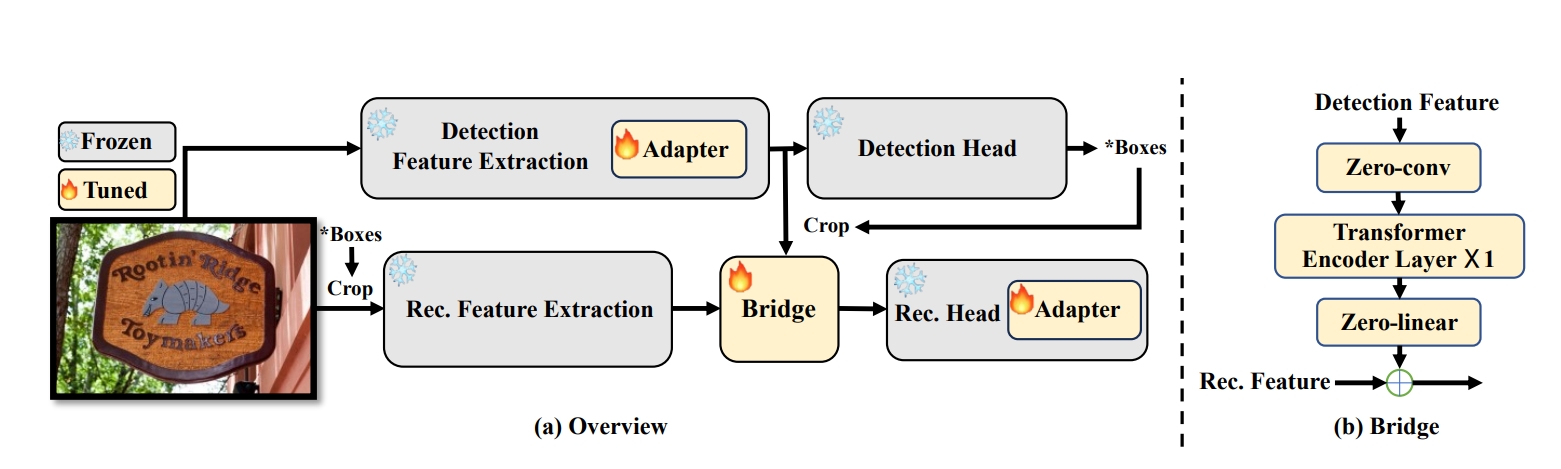 Frozen
Tuned
Rootin' Ridge
Toymakers
*Boxes
Crop
Detection
Feature Extraction
Adapter
Detection Head
*Boxes
Crop
Rec. Feature Extraction
Bridge
Rec. Head
Adapter
(a) Overview
Detection Feature
Zero-conv
Transformer
Encoder Layer X 1
Zero-linear
Rec. Feature
(b) Bridge